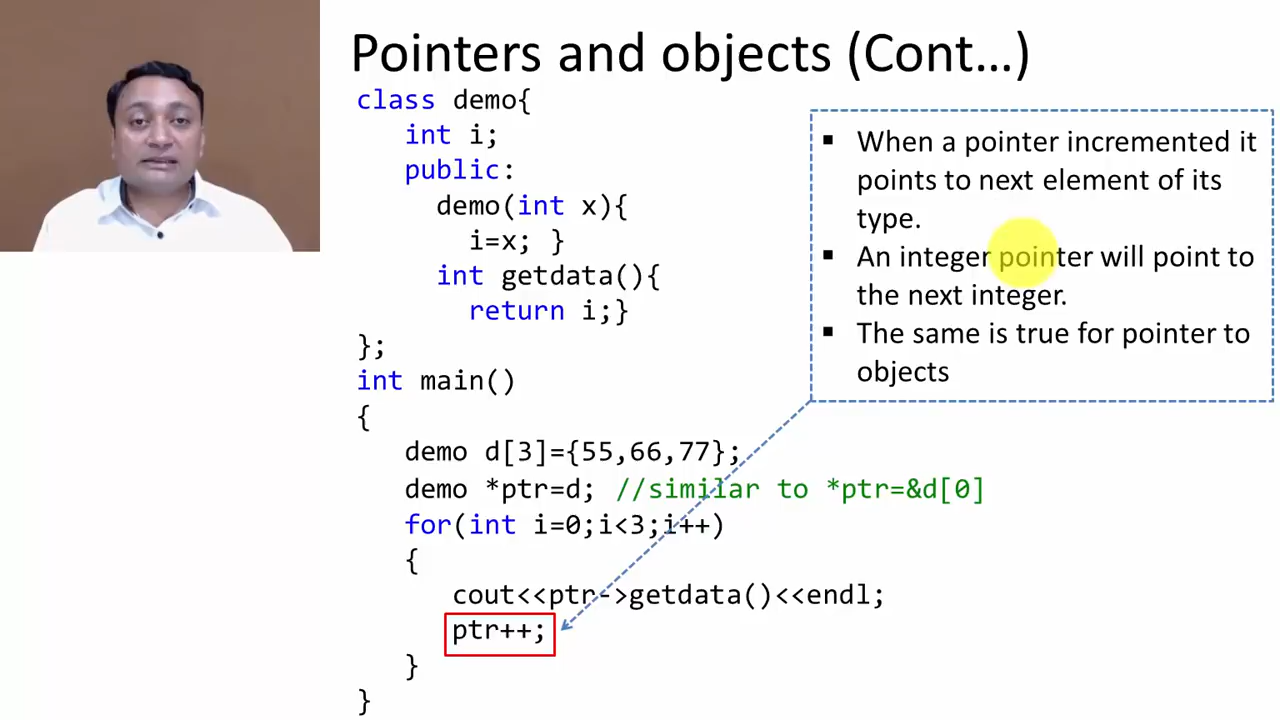 Pointers and objects (Cont…)
class demo{
int i;
public:
demo(int x){
i=x; }
int getdata(){
return i;}
};
int main()
{
demo d[3]={55,66,77};
demo *ptr=d; //similar to *ptr=&d[0]
for(int i=0;i<3;i++)
{
cout<<ptr->getdata()<<endl;
ptr++;
}
}
▪ When a pointer incremented it
points to next element of its
type.
▪ An integer pointer will point to
the next integer.
▪ The same is true for pointer to
objects